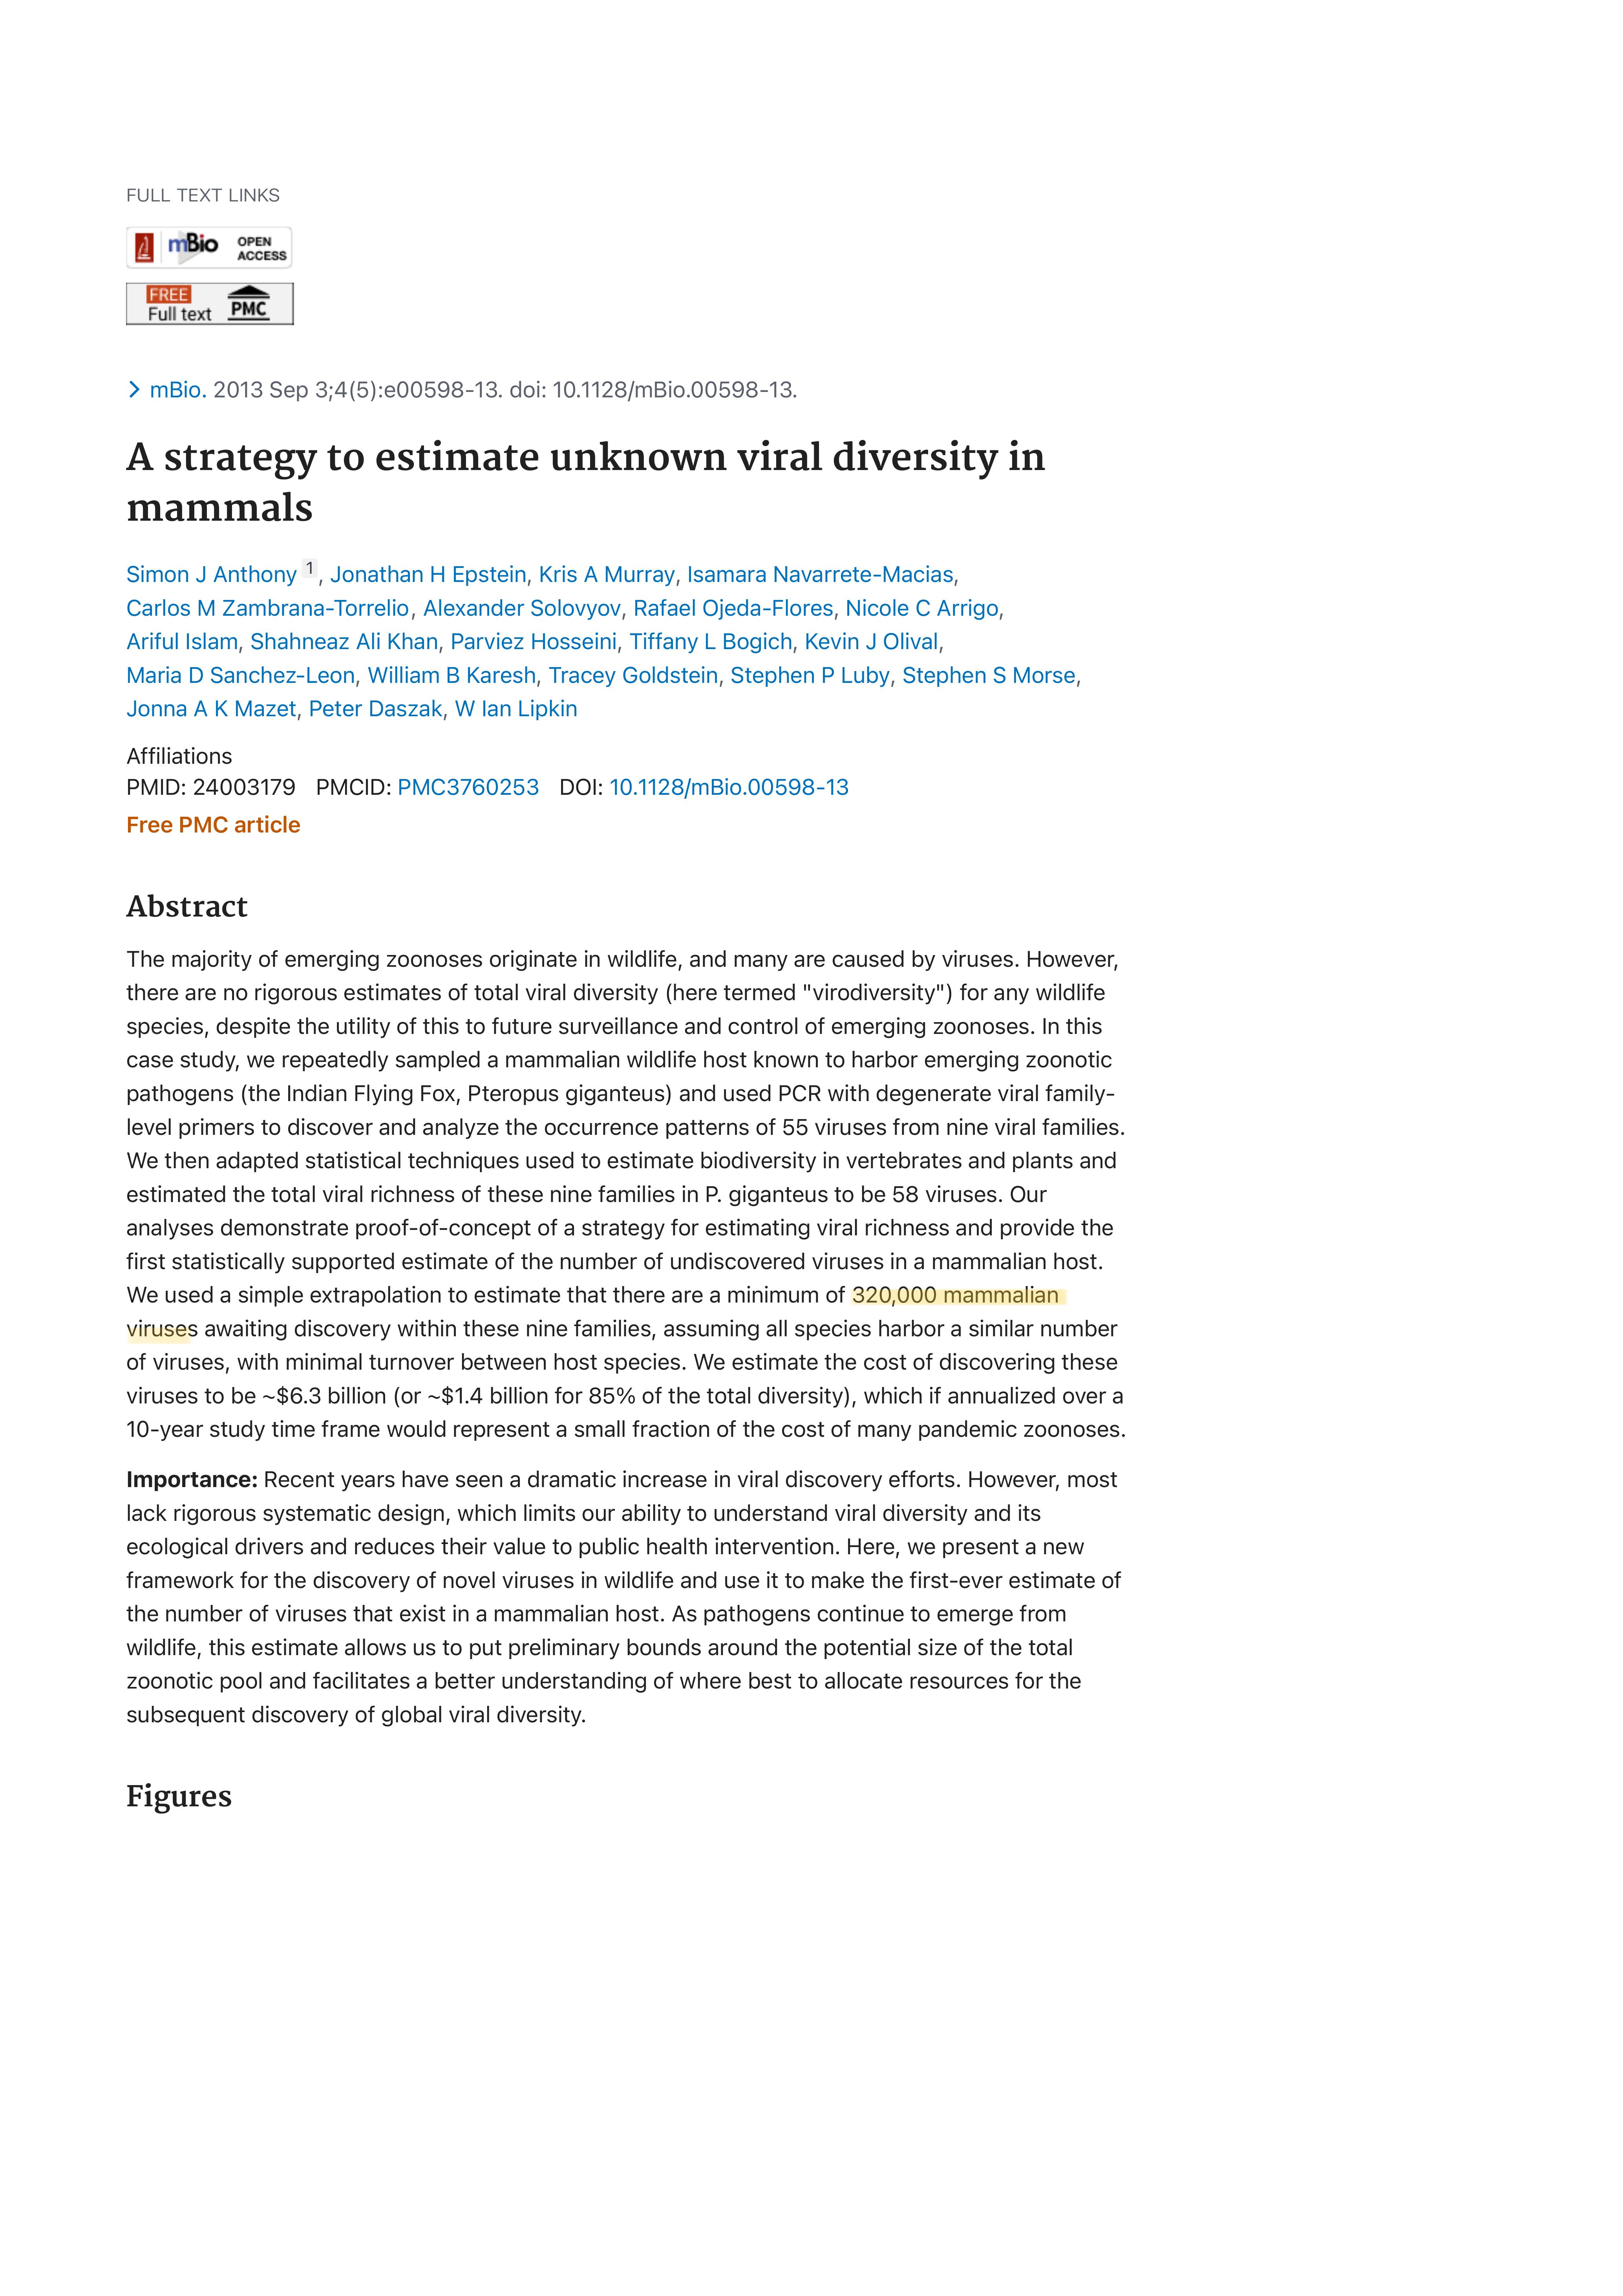 FULL TEXT LINKS
mBio OPEN ACCESS
FREE Full text PMC
mBio. 2013 Sep 3;4(5):e00598-13. doi: 10.1128/mBio.00598-13.
A strategy to estimate unknown viral diversity in
mammals
Simon J Anthony 1, Jonathan H Epstein, Kris A Murray, Isamara Navarrete-Macias,
Carlos M Zambrana-Torrelio, Alexander Solovyov, Rafael Ojeda-Flores, Nicole C Arrigo,
Ariful Islam, Shahneaz Ali Khan, Parviez Hosseini, Tiffany L Bogich, Kevin J Olival,
Maria D Sanchez-Leon, William B Karesh, Tracey Goldstein, Stephen P Luby, Stephen S Morse,
Jonna A K Mazet, Peter Daszak, W Ian Lipkin
Affiliations
PMID: 24003179 PMCID: PMC3760253 DOI: 10.1128/mBio.00598-13
Free PMC article
Abstract
The majority of emerging zoonoses originate in wildlife, and many are caused by viruses. However,
there are no rigorous estimates of total viral diversity (here termed "virodiversity") for any wildlife
species, despite the utility of this to future surveillance and control of emerging zoonoses. In this
case study, we repeatedly sampled a mammalian wildlife host known to harbor emerging zoonotic
pathogens (the Indian Flying Fox, Pteropus giganteus) and used PCR with degenerate viral family-
level primers to discover and analyze the occurrence patterns of 55 viruses from nine viral families.
We then adapted statistical techniques used to estimate biodiversity in vertebrates and plants and
estimated the total viral richness of these nine families in P. giganteus to be 58 viruses. Our
analyses demonstrate proof-of-concept of a strategy for estimating viral richness and provide the
first statistically supported estimate of the number of undiscovered viruses in a mammalian host.
We used a simple extrapolation to estimate that there are a minimum of 320,000 mammalian
viruses awaiting discovery within these nine families, assuming all species harbor a similar number
of viruses, with minimal turnover between host species. We estimate the cost of discovering these
viruses to be ~$6.3 billion (or ~$1.4 billion for 85% of the total diversity), which if annualized over a
10-year study time frame would represent a small fraction of the cost of many pandemic zoonoses.
Importance: Recent years have seen a dramatic increase in viral discovery efforts. However, most
lack rigorous systematic design, which limits our ability to understand viral diversity and its
ecological drivers and reduces their value to public health intervention. Here, we present a new
framework for the discovery of novel viruses in wildlife and use it to make the first-ever estimate of
the number of viruses that exist in a mammalian host. As pathogens continue to emerge from
wildlife, this estimate allows us to put preliminary bounds around the potential size of the total
zoonotic pool and facilitates a better understanding of where best to allocate resources for the
subsequent discovery of global viral diversity.
Figures